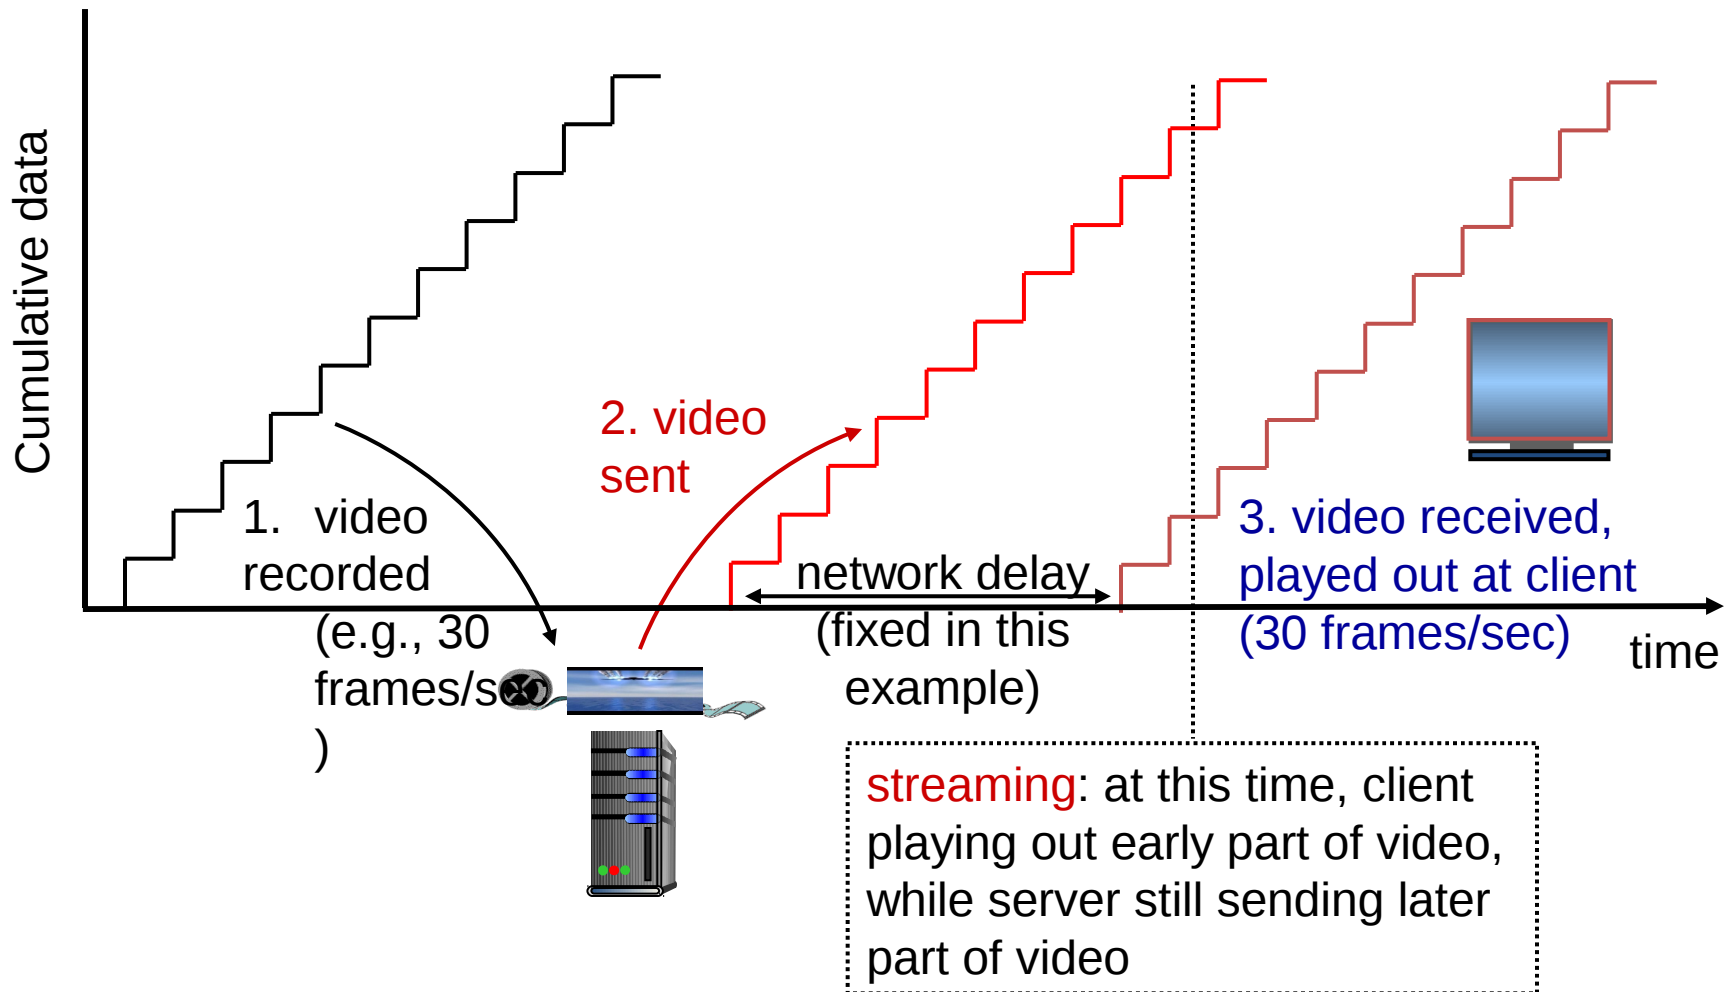 Cumulative data
1. video
recorded
(e.g., 30
frames/sec
)
2. video
sent
network delay
(fixed in this
example)
3. video received,
played out at client
(30 frames/sec)
time
streaming: at this time, client
playing out early part of video,
while server still sending later
part of video